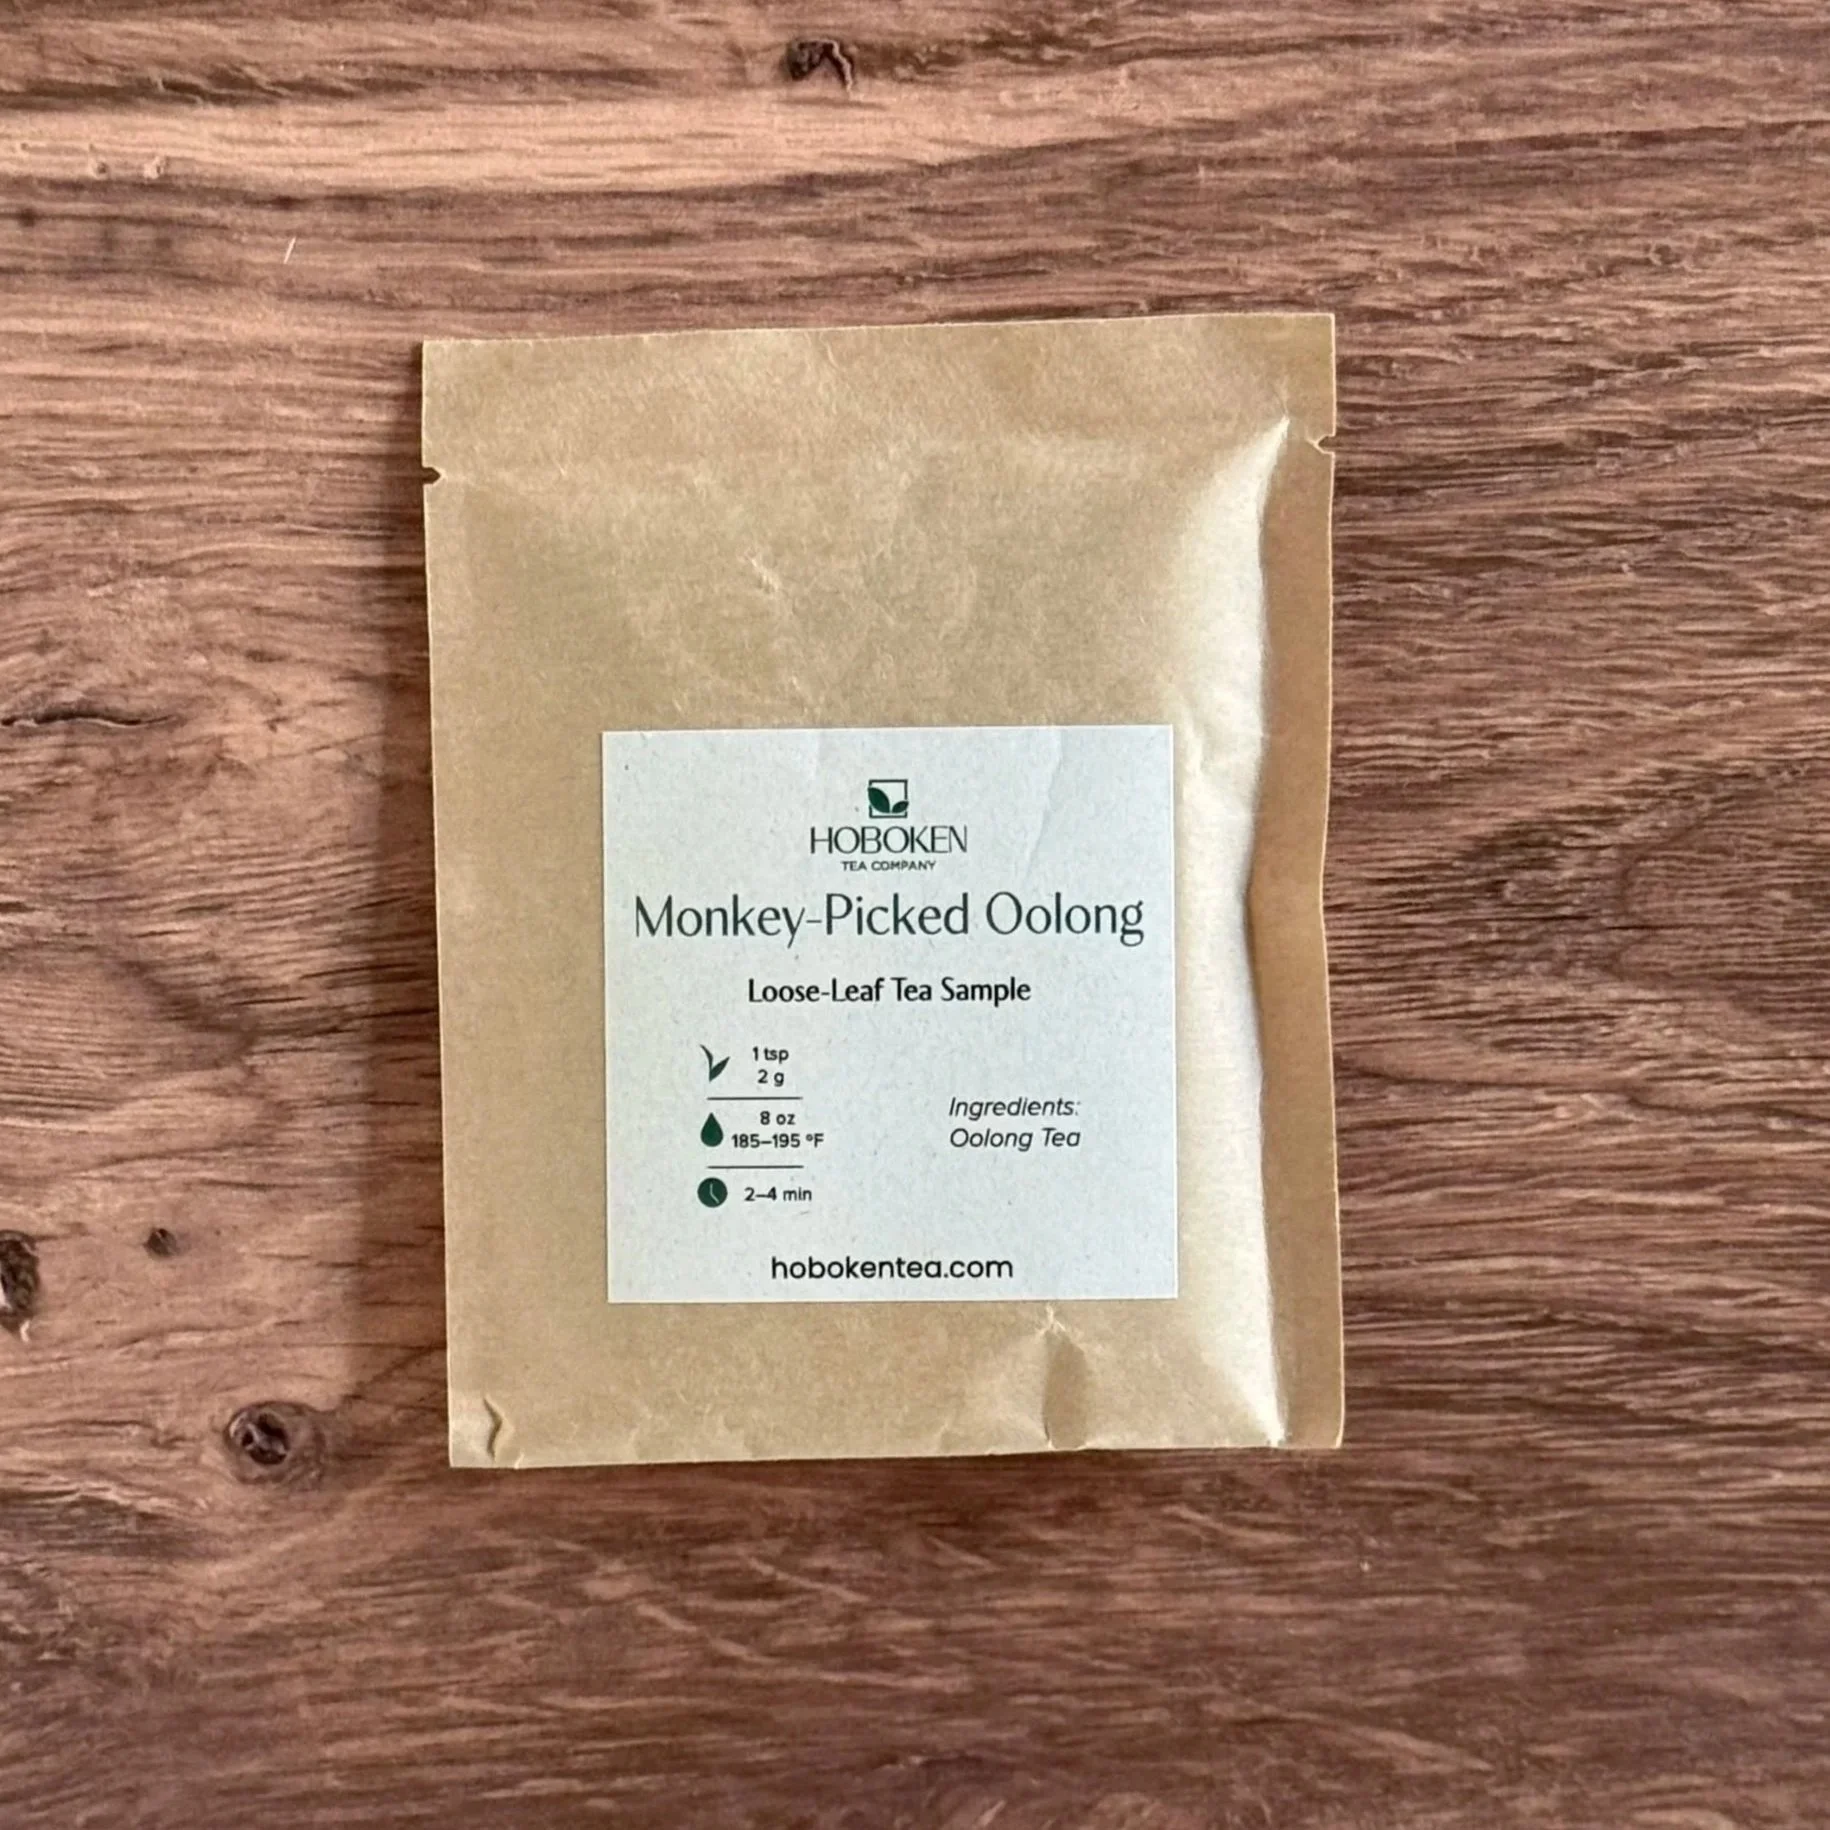 HOBOKEN
TEA COMPANY
Monkey-Picked Oolong
Loose-Leaf Tea Sample
1 tsp
2 g
8 oz
185–195 °F
2–4 min
Ingredients:
Oolong Tea
hobokentea.com